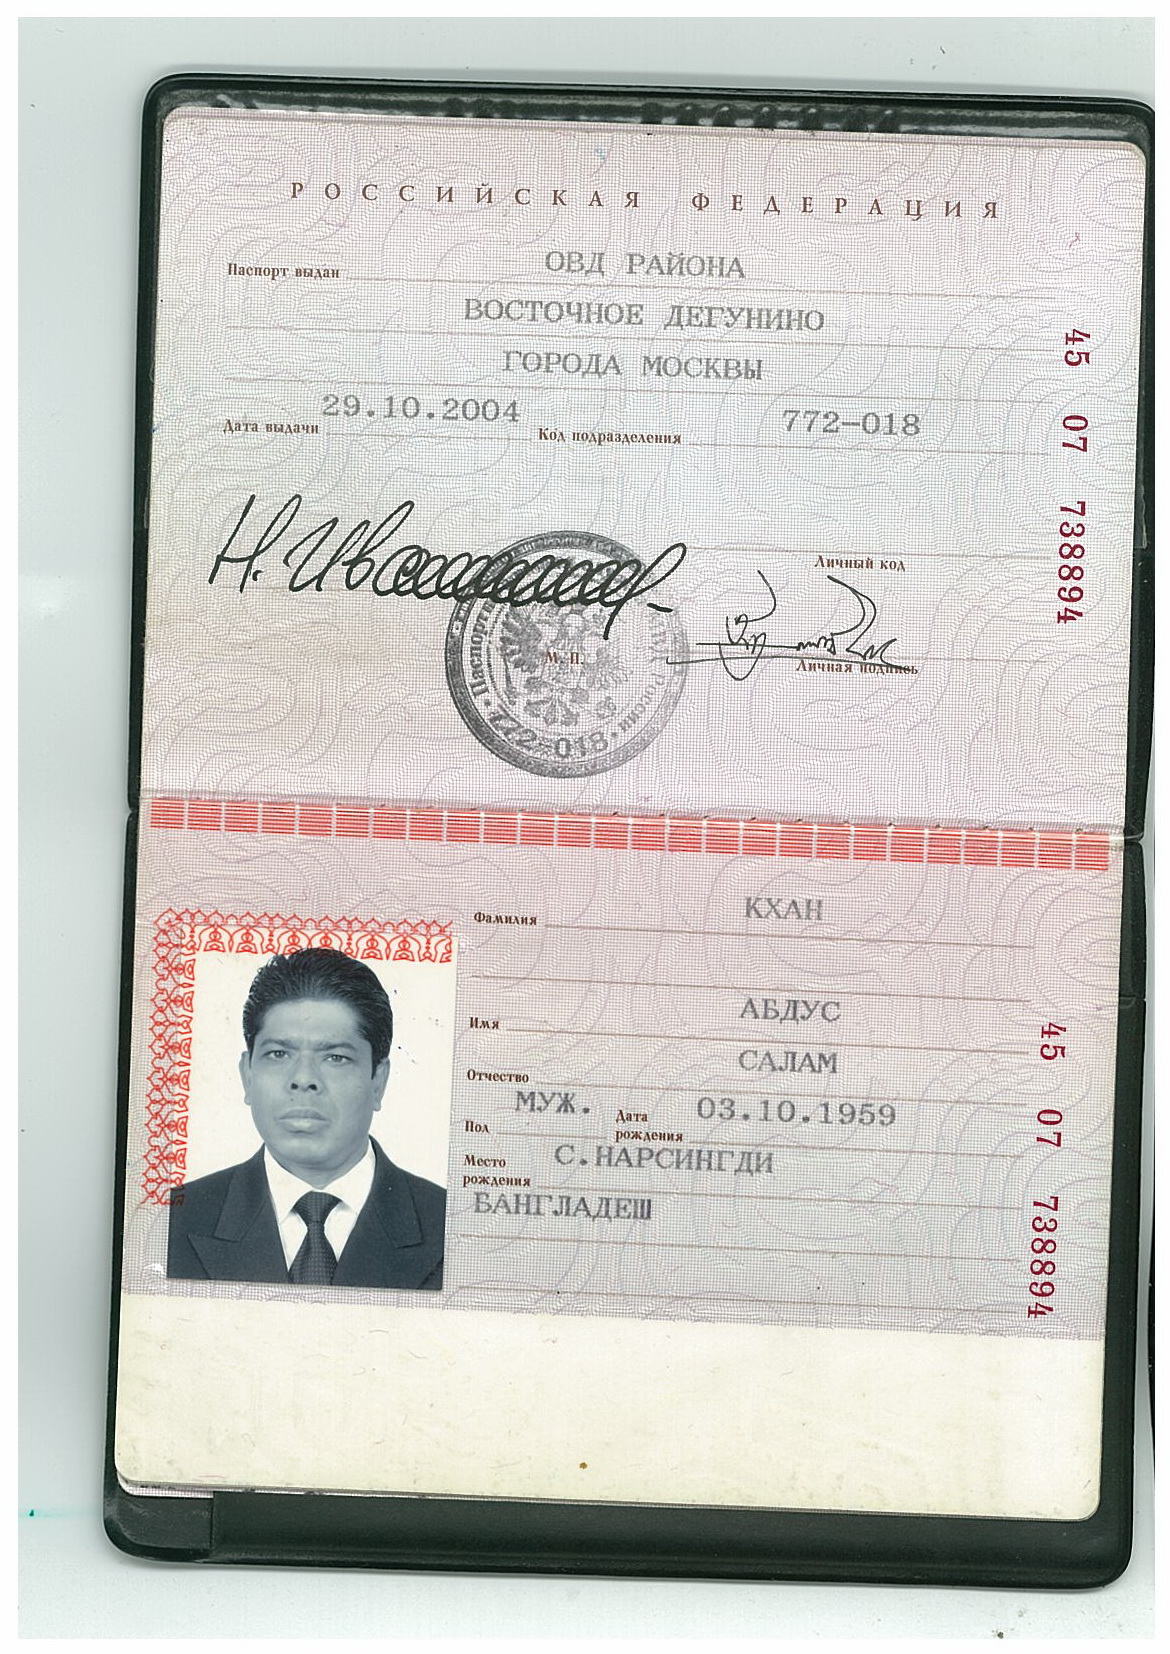 РОССИЙСКАЯ ФЕДЕРАЦИЯ
Паспорт выдан ОВД РАЙОНА
ВОСТОЧНОЕ ДЕГУНИНО
ГОРОДА МОСКВЫ
Дата выдачи 29.10.2004 Код подразделения 772-018
45 07 738894
Личный код
М. П.
Личная подпись
772-018
Фамилия КХАН
Имя АБДУС
Отчество САЛАМ
Пол МУЖ. Дата рождения 03.10.1959
Место рождения С.НАРСИНГДИ
БАНГЛАДЕШ
45 07 738894